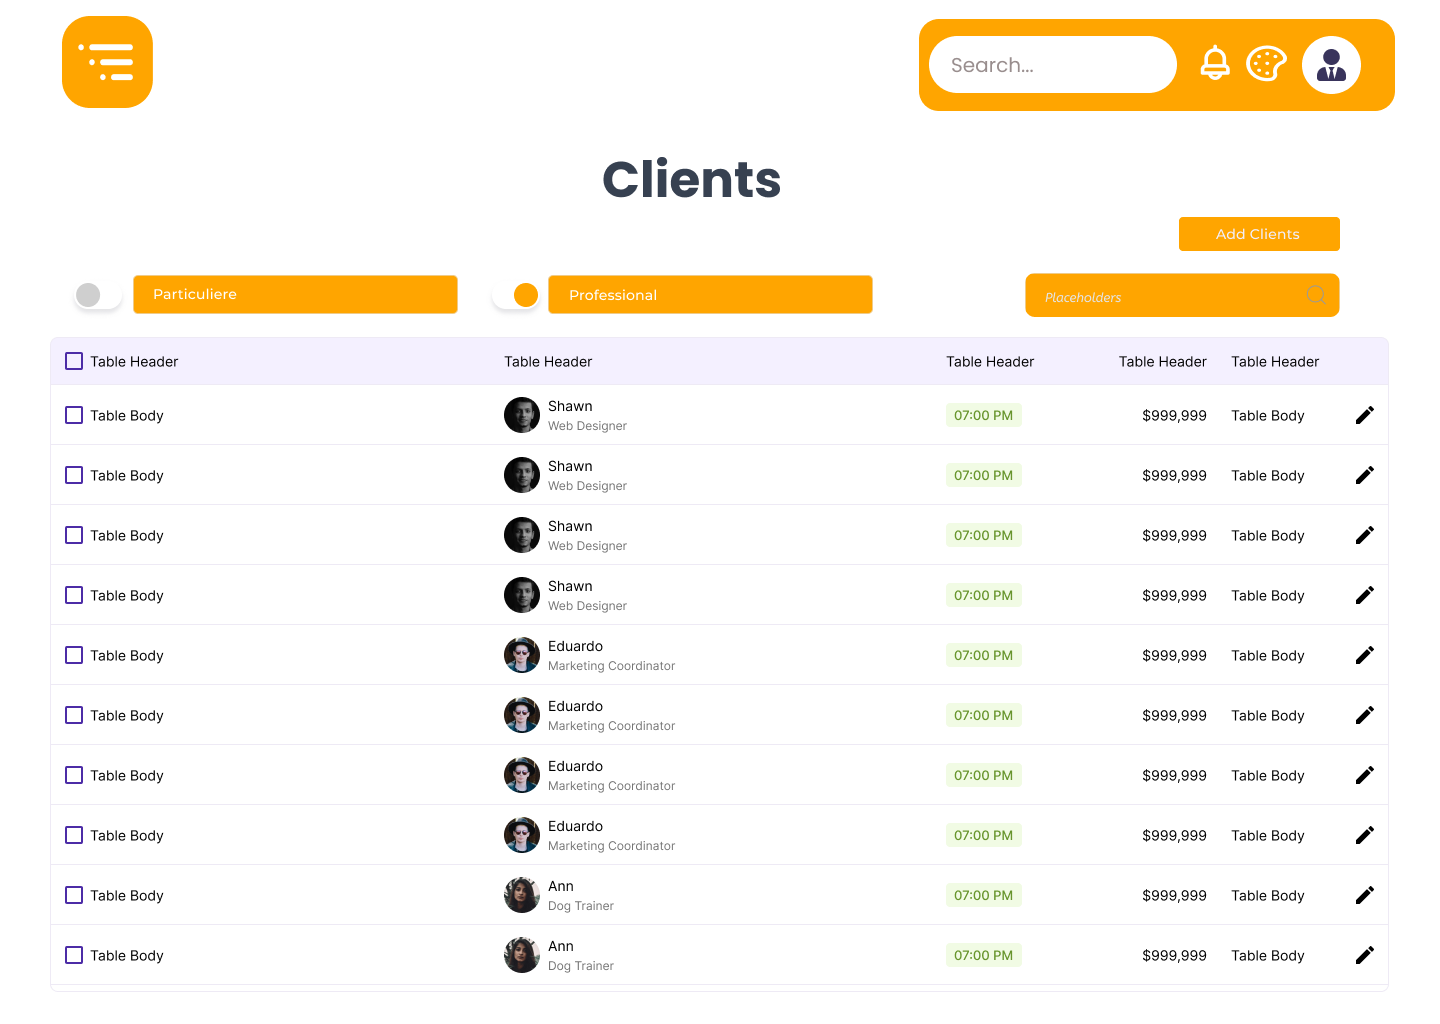 Search...
Clients
Add Clients
Particuliere
Professional
Placeholders
Table Header Table Header Table Header Table Header Table Header
Table Body Shawn 07:00 PM $999,999 Table Body
Web Designer
Table Body Shawn 07:00 PM $999,999 Table Body
Web Designer
Table Body Shawn 07:00 PM $999,999 Table Body
Web Designer
Table Body Shawn 07:00 PM $999,999 Table Body
Web Designer
Table Body Eduardo 07:00 PM $999,999 Table Body
Marketing Coordinator
Table Body Eduardo 07:00 PM $999,999 Table Body
Marketing Coordinator
Table Body Eduardo 07:00 PM $999,999 Table Body
Marketing Coordinator
Table Body Eduardo 07:00 PM $999,999 Table Body
Marketing Coordinator
Table Body Ann 07:00 PM $999,999 Table Body
Dog Trainer
Table Body Ann 07:00 PM $999,999 Table Body
Dog Trainer